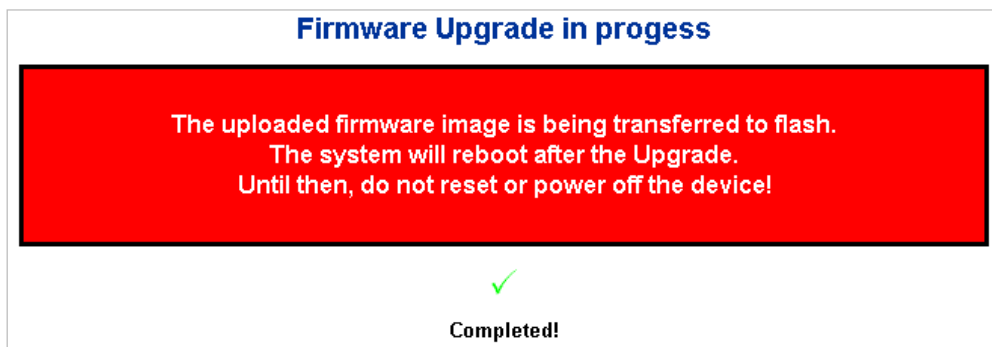 Firmware Upgrade in progess
The uploaded firmware image is being transferred to flash.
The system will reboot after the Upgrade.
Until then, do not reset or power off the device!
Completed!